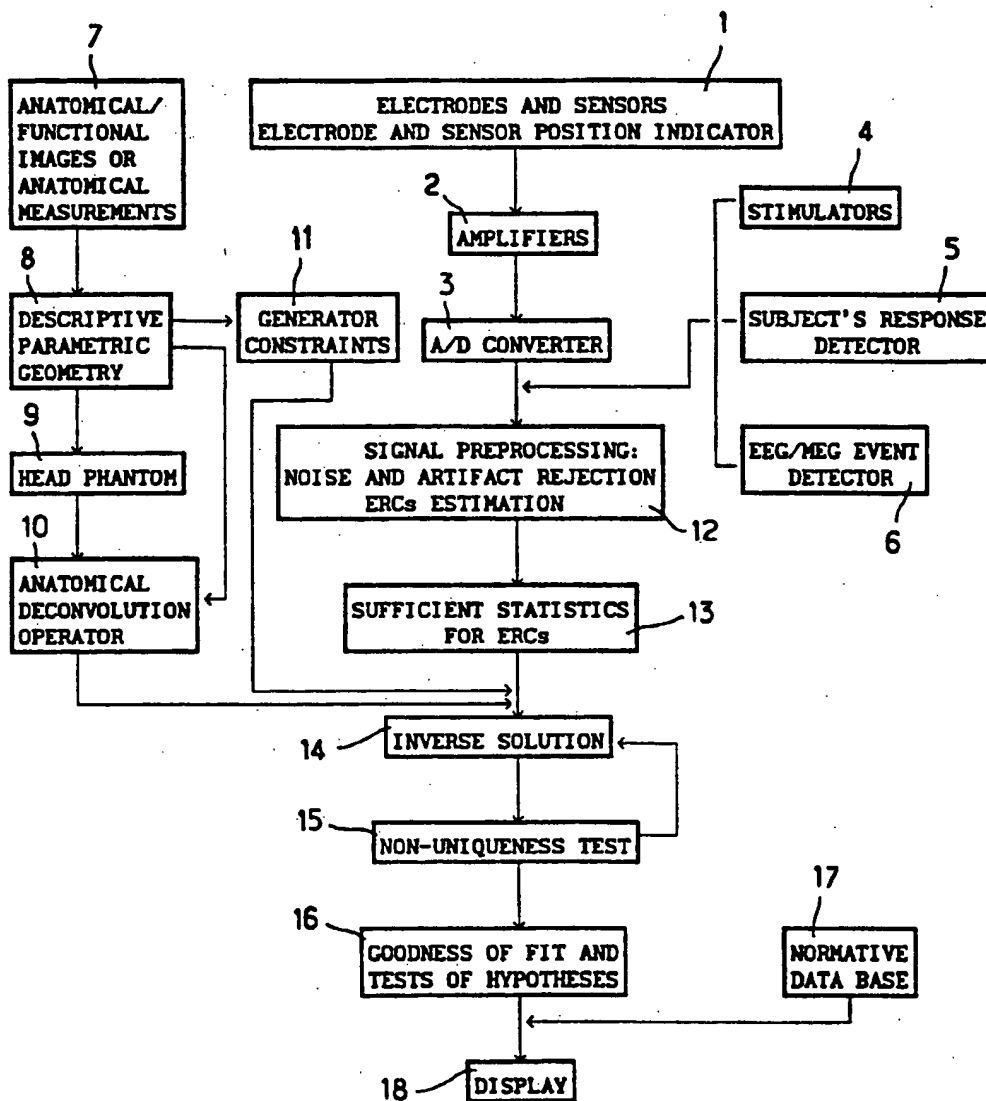 7
ANATOMICAL/
FUNCTIONAL
IMAGES OR
ANATOMICAL
MEASUREMENTS
1
ELECTRODES AND SENSORS
ELECTRODE AND SENSOR POSITION INDICATOR
2
AMPLIFIERS
4
STIMULATORS
8
DESCRIPTIVE
PARAMETRIC
GEOMETRY
11
GENERATOR
CONSTRAINTS
3
A/D CONVERTER
5
SUBJECT'S RESPONSE
DETECTOR
9
HEAD PHANTOM
SIGNAL PREPROCESSING:
NOISE AND ARTIFACT REJECTION
ERCs ESTIMATION
12
EEG/MEG EVENT
DETECTOR
6
10
ANATOMICAL
DECONVOLUTION
OPERATOR
SUFFICIENT STATISTICS
FOR ERCs
13
14
INVERSE SOLUTION
15
NON-UNIQUENESS TEST
16
GOODNESS OF FIT AND
TESTS OF HYPOTHESES
17
NORMATIVE
DATA BASE
18
DISPLAY